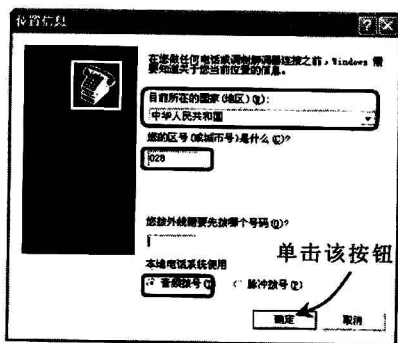 位置信息
在您做任何电话或调制解调器连接之前，Windows 需
要知道关于您当前位置的信息。
目前所在的国家(地区)(W):
中华人民共和国
您的区号(或城市号)是什么(C)?
028
您拨外线需要先拨哪个号码(O)?
单击该按钮
本地电话系统使用
音频拨号(T) 脉冲拨号(P)
确定 取消